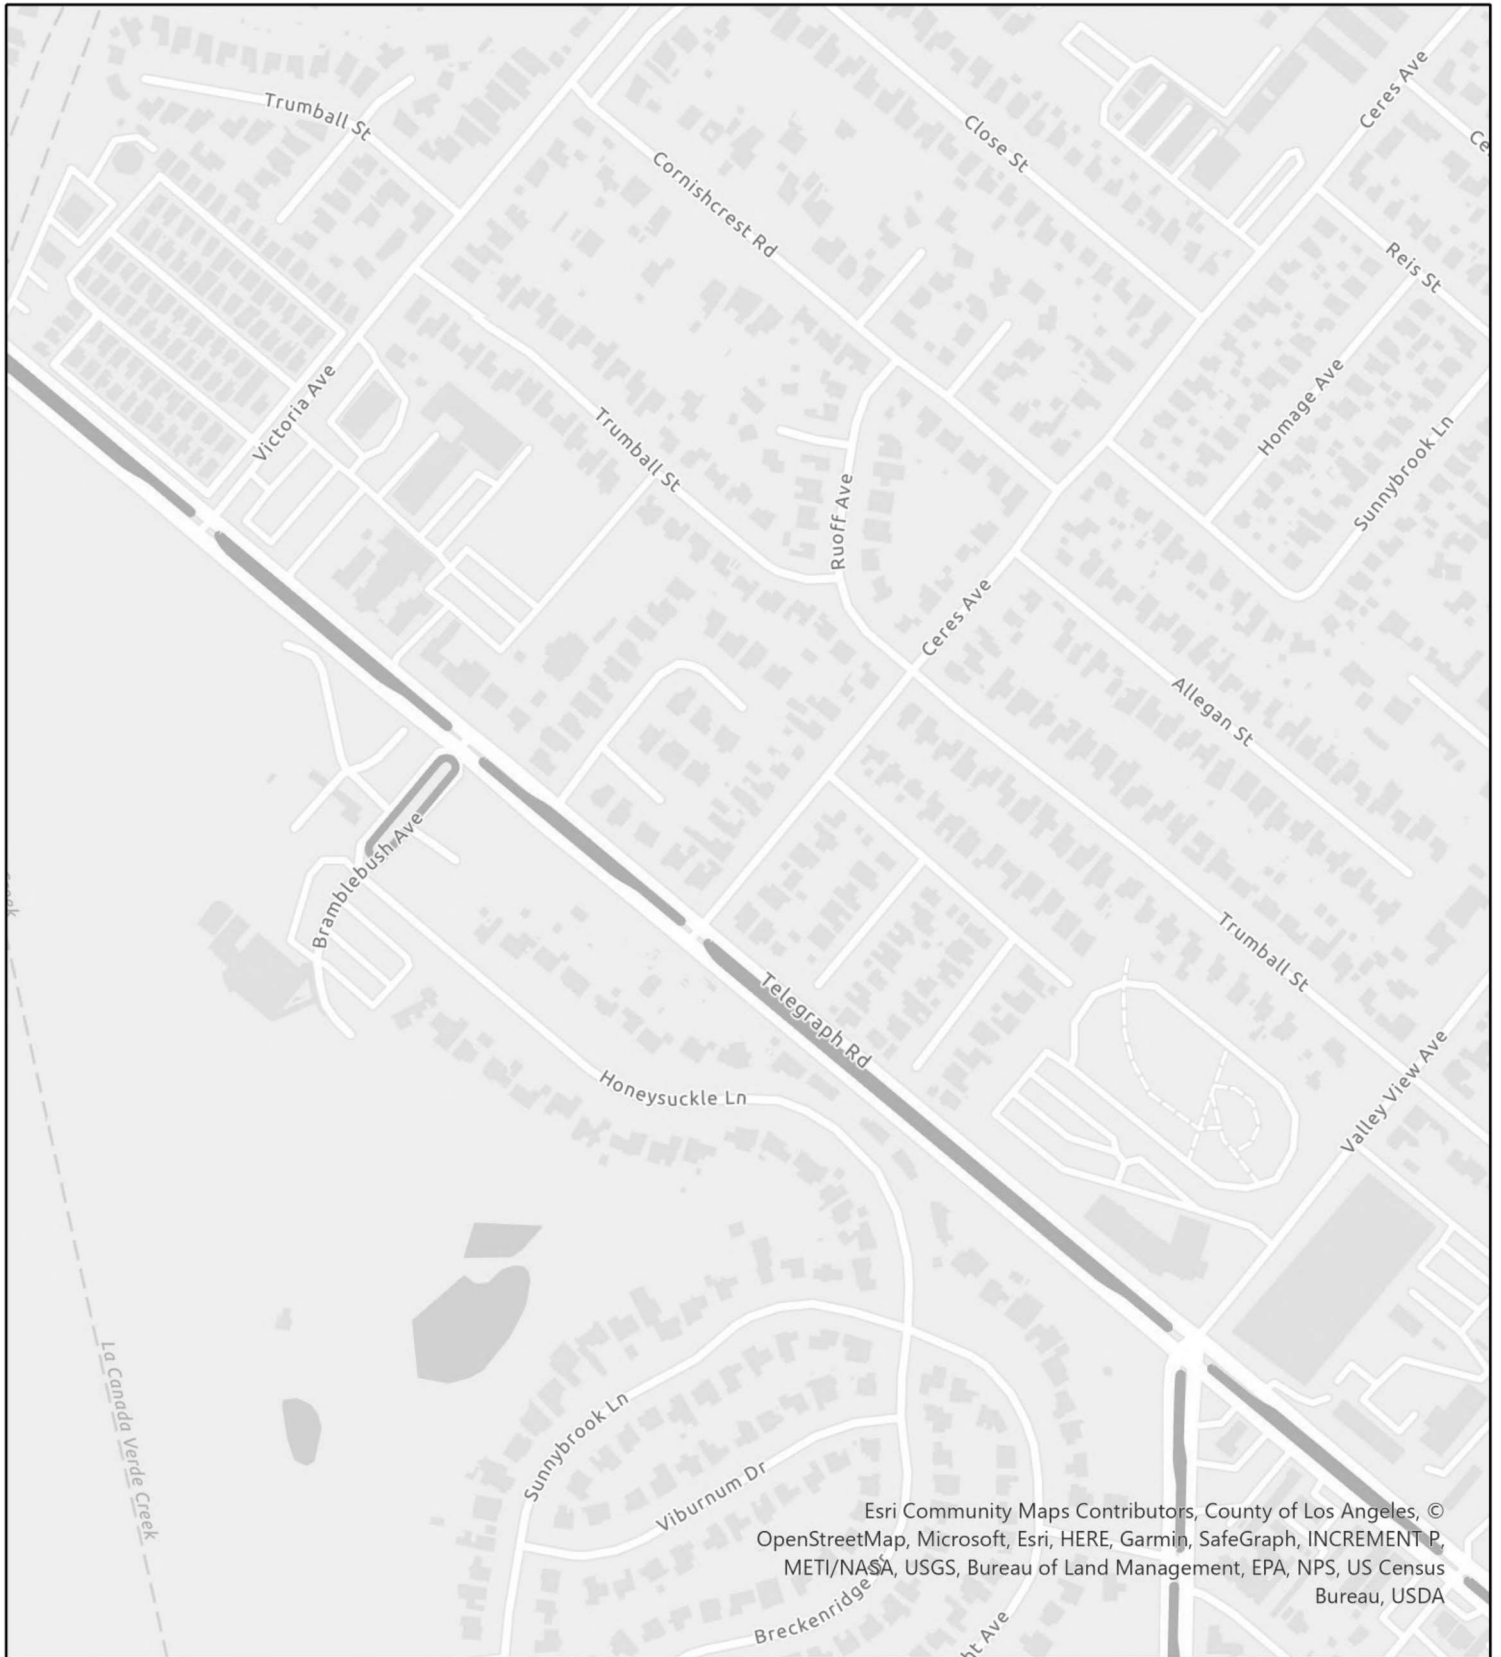 Trumball St
Ceres Ave
Close St
Cornishcrest Rd
Reis St
Victoria Ave
Homage Ave
Trumball St
Sunnybrook Ln
Ruoff Ave
Ceres Ave
Allegan St
Bramblebush Ave
Trumball St
Telegraph Rd
Valley View Ave
Honeysuckle Ln
La Canada Verde Creek
Sunnybrook Ln
Viburnum Dr
Breckenridge Dr
Esri Community Maps Contributors, County of Los Angeles, ©
OpenStreetMap, Microsoft, Esri, HERE, Garmin, SafeGraph, INCREMENT P,
METI/NASA, USGS, Bureau of Land Management, EPA, NPS, US Census
Bureau, USDA